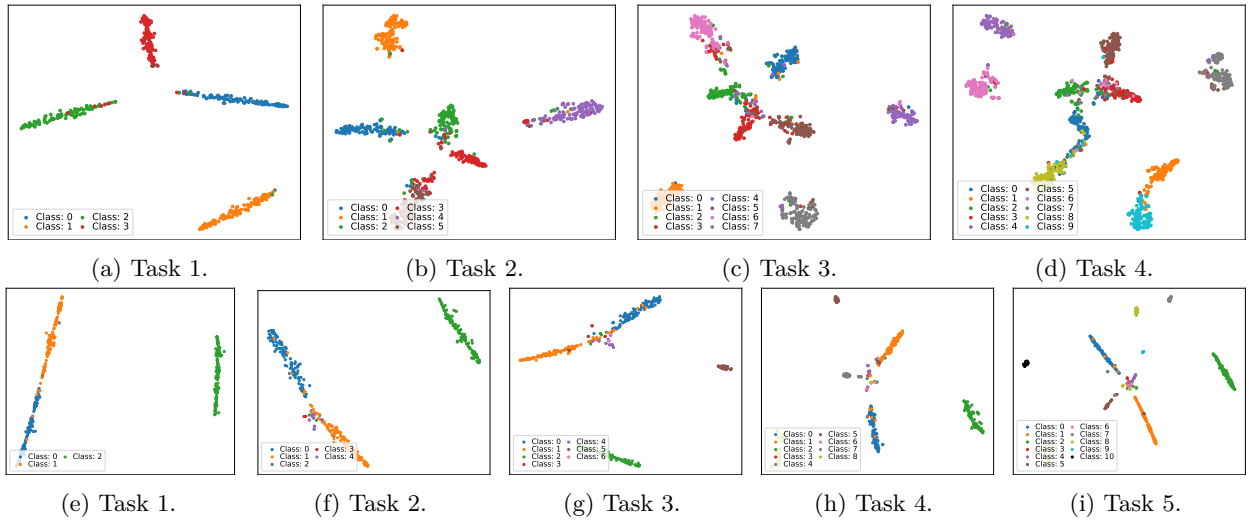 Class: 0 Class: 2
Class: 1 Class: 3
(a) Task 1.
Class: 0 Class: 3
Class: 1 Class: 4
Class: 2 Class: 5
(b) Task 2.
Class: 0 Class: 4
Class: 1 Class: 5
Class: 2 Class: 6
Class: 3 Class: 7
(c) Task 3.
Class: 0 Class: 5
Class: 1 Class: 6
Class: 2 Class: 7
Class: 3 Class: 8
Class: 4 Class: 9
(d) Task 4.
Class: 0 Class: 2
Class: 1
(e) Task 1.
Class: 0 Class: 3
Class: 1 Class: 4
Class: 2
(f) Task 2.
Class: 0 Class: 4
Class: 1 Class: 5
Class: 2 Class: 6
Class: 3
(g) Task 3.
Class: 0 Class: 5
Class: 1 Class: 6
Class: 2 Class: 7
Class: 3 Class: 8
Class: 4
(h) Task 4.
Class: 0 Class: 6
Class: 1 Class: 7
Class: 2 Class: 8
Class: 3 Class: 9
Class: 4 Class: 10
Class: 5
(i) Task 5.